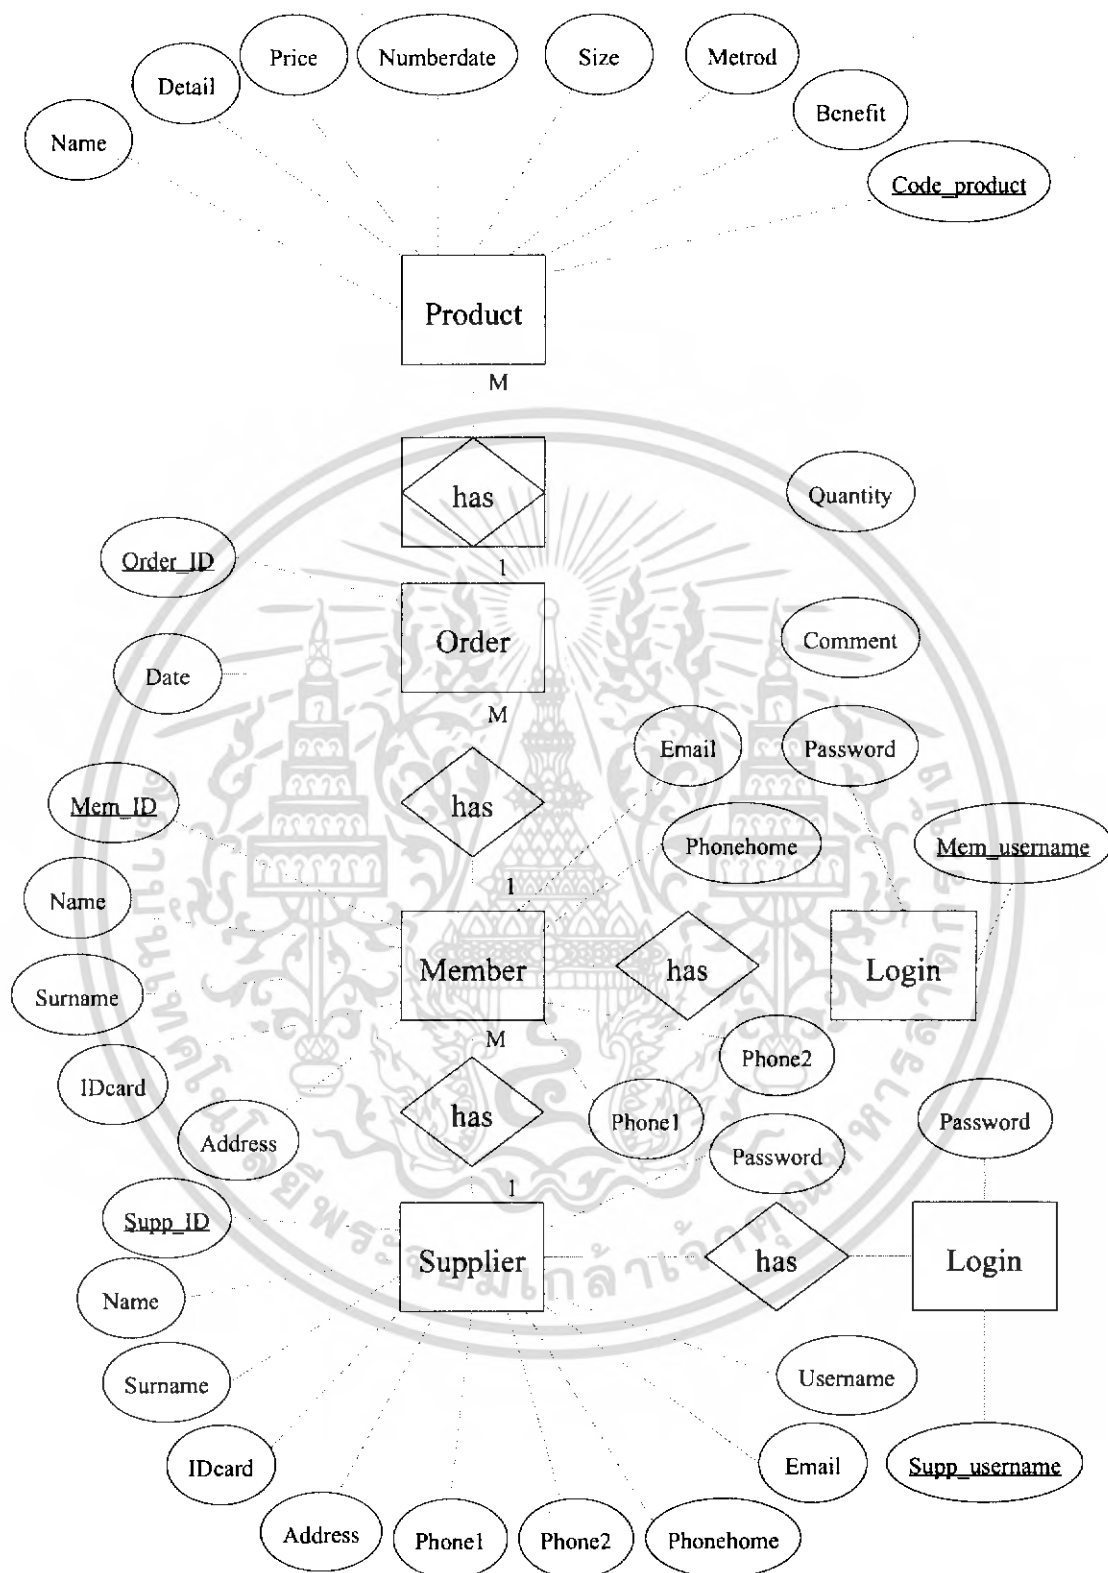 Price
Numberdate
Size
Metrod
Detail
Benefit
Name
Code_product
Product
M
has
Quantity
Order_ID
1
Order
Comment
Date
M
Email
Password
Mem_ID
has
Phonehome
Mem_username
Name
1
Member
has
Login
Surname
M
Phone2
IDcard
has
Phone1
Password
Address
Password
1
Supp_ID
Supplier
has
Login
Name
Username
Surname
IDcard
Email
Supp_username
Address
Phone1
Phone2
Phonehome